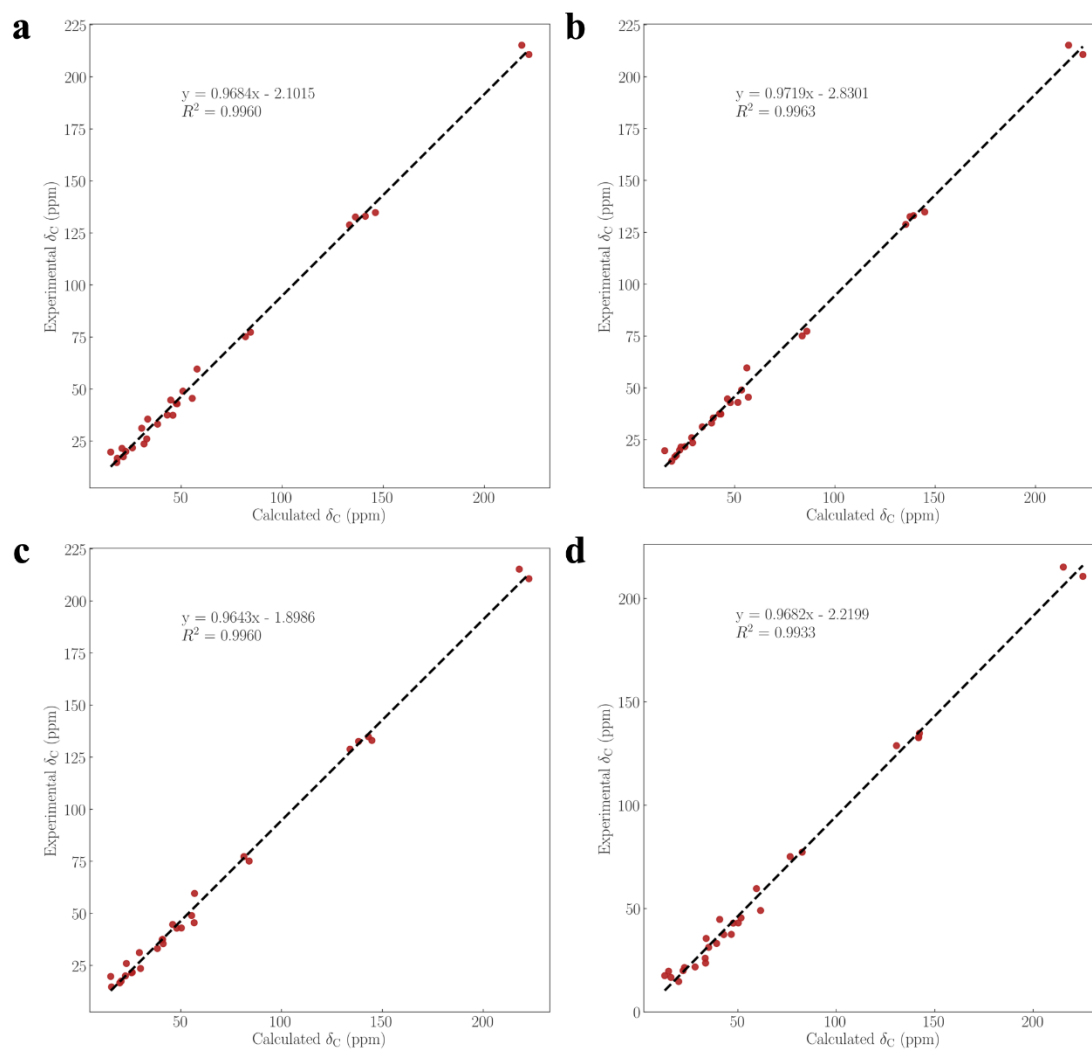 a
225
200
175
150
125
100
75
50
25
50
100
150
200
Experimental δC (ppm)
Calculated δC (ppm)
y = 0.9684x - 2.1015
R² = 0.9960
b
225
200
175
150
125
100
75
50
25
50
100
150
200
Experimental δC (ppm)
Calculated δC (ppm)
y = 0.9719x - 2.8301
R² = 0.9963
c
225
200
175
150
125
100
75
50
25
50
100
150
200
Experimental δC (ppm)
Calculated δC (ppm)
y = 0.9643x - 1.8986
R² = 0.9960
d
200
150
100
50
0
50
100
150
200
Experimental δC (ppm)
Calculated δC (ppm)
y = 0.9682x - 2.2199
R² = 0.9933